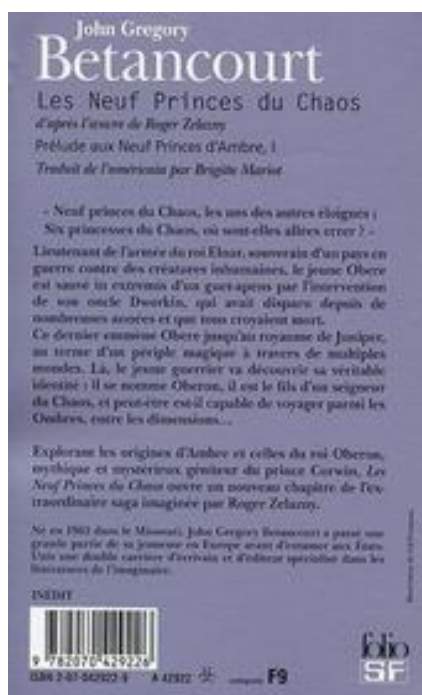 John Gregory
Betancourt
Les Neuf Princes du Chaos
d'après l'œuvre de Roger Zelazny
Prélude aux Neuf Princes d'Ambre, I
Traduit de l'américain par Brigitte Mariot
« Neuf princes du Chaos, les uns des autres éloignés ;
Six princesses du Chaos, où sont-elles allées errer ? »
Lieutenant de l'armée du roi Elnar, souverain d'un pays en
guerre contre des créatures inhumaines, le jeune Obere
est sauvé in extremis d'un guet-apens par l'intervention
de son oncle Dworkin, qui avait disparu depuis de
nombreuses années et que tous croyaient mort.
Ce dernier emmène Obere jusqu'au royaume de Juniper,
au terme d'un périple magique à travers de multiples
mondes. Là, le jeune guerrier va découvrir sa véritable
identité : il se nomme Oberon, il est le fils d'un seigneur
du Chaos, et peut-être est-il capable de voyager parmi les
Ombres, entre les dimensions...
Explorant les origines d'Ambre et celles du roi Oberon,
mythique et mystérieux géniteur du prince Corwin, Les
Neuf Princes du Chaos ouvre un nouveau chapitre de l'ex-
traordinaire saga imaginée par Roger Zelazny.
Né en 1963 dans le Missouri, John Gregory Betancourt a passé une
grande partie de sa jeunesse en Europe avant d'entamer aux États-
Unis une double carrière d'écrivain et d'éditeur spécialisé dans les
littératures de l'imaginaire.
INÉDIT
9 782070 429226
ISBN 2-07-042922-9 A 42922 catégorie F9
folio
SF